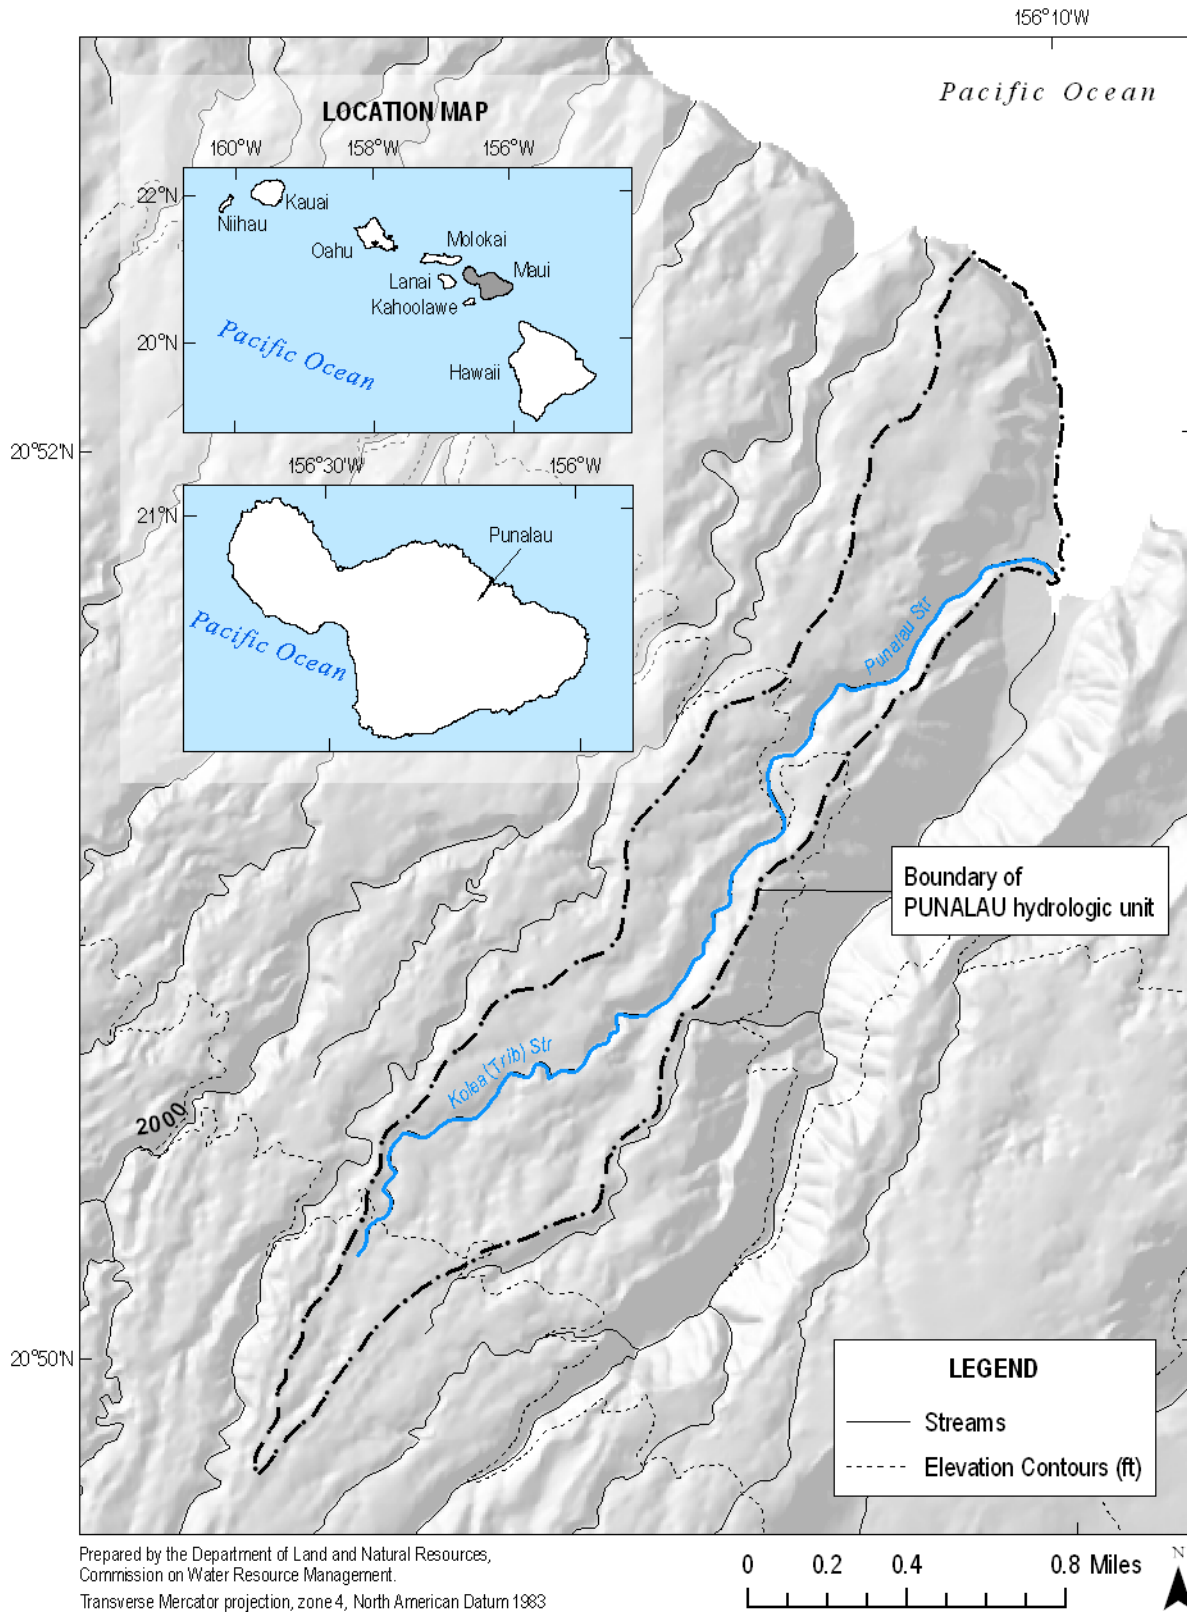 156°10'W
Pacific Ocean
LOCATION MAP
160°W 158°W 156°W
22°N
Kauai
Niihau
Oahu
Molokai
Lanai
Maui
Kahoolawe
20°N
Pacific Ocean
Hawaii
20°52'N
156°30'W 156°W
21°N
Punalau
Pacific Ocean
Punalau Str
Boundary of
PUNALAU hydrologic unit
Kolea (Trib) Str
2000
20°50'N
LEGEND
Streams
Elevation Contours (ft)
Prepared by the Department of Land and Natural Resources,
Commission on Water Resource Management.
Transverse Mercator projection, zone 4, North American Datum 1983
0 0.2 0.4 0.8 Miles
N